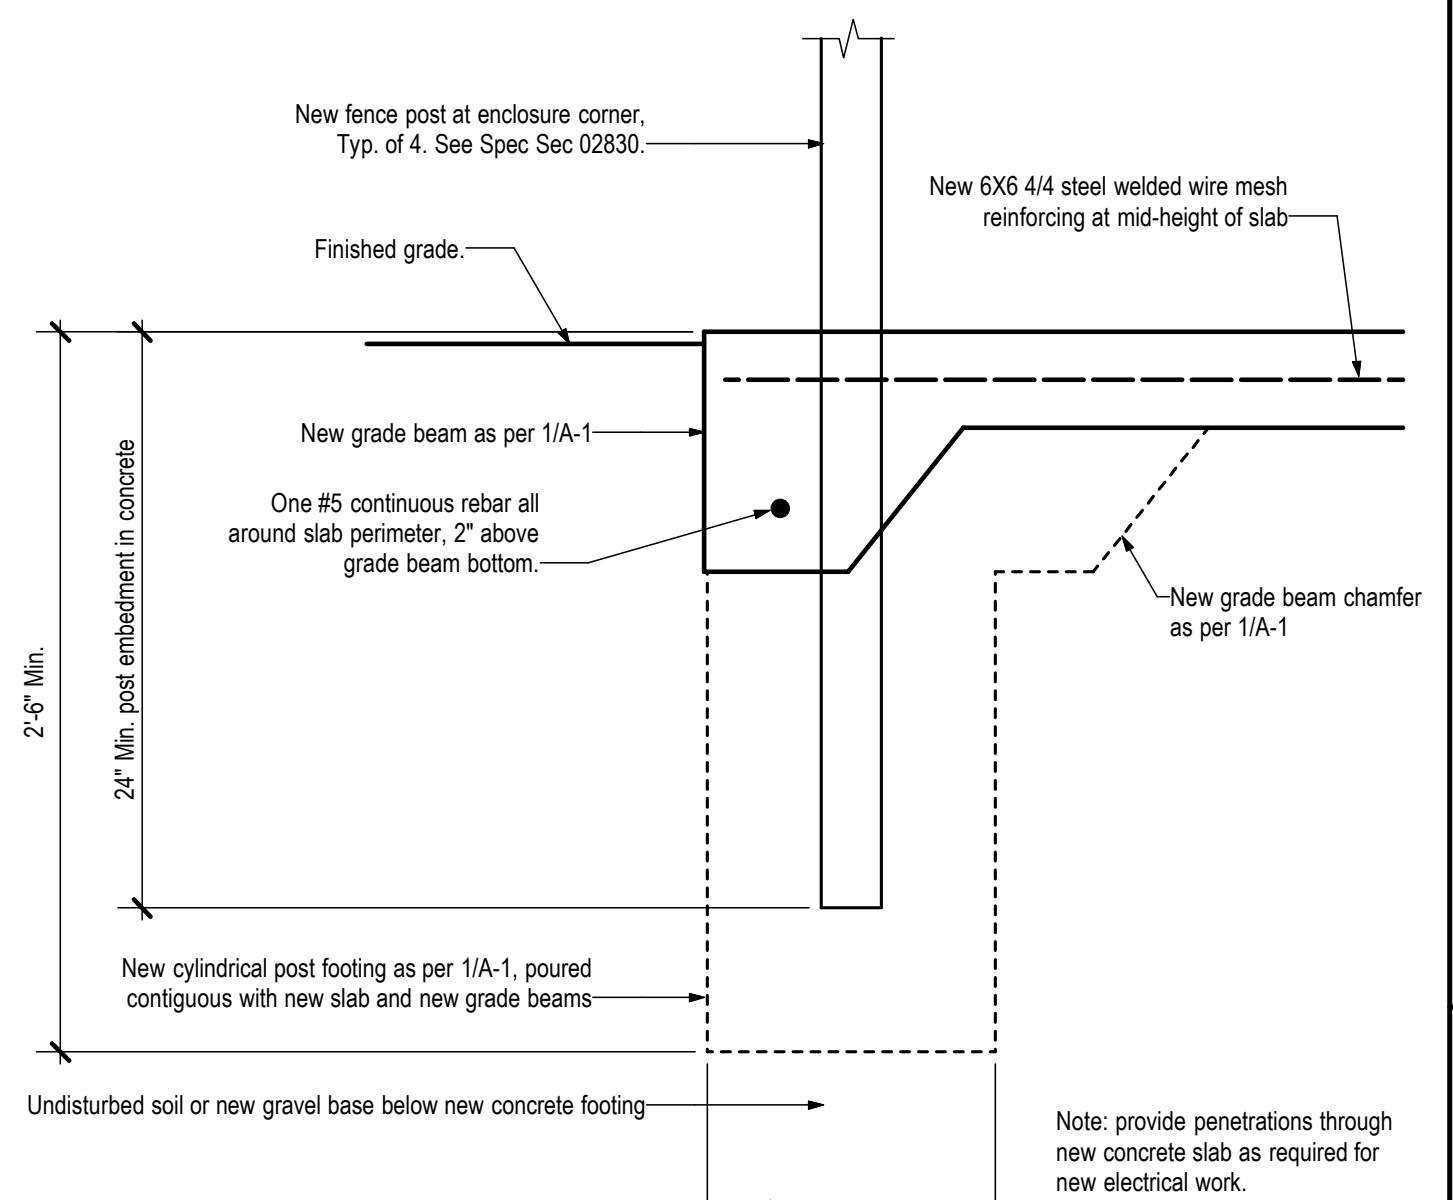 New fence post at enclosure corner,
Typ. of 4. See Spec Sec 02830.
New 6X6 4/4 steel welded wire mesh
reinforcing at mid-height of slab
Finished grade.
New grade beam as per 1/A-1
One #5 continuous rebar all
around slab perimeter, 2" above
grade beam bottom.
New grade beam chamfer
as per 1/A-1
2'-6" Min.
24" Min. post embedment in concrete
New cylindrical post footing as per 1/A-1, poured
contiguous with new slab and new grade beams
Undisturbed soil or new gravel base below new concrete footing
Note: provide penetrations through
new concrete slab as required for
new electrical work.